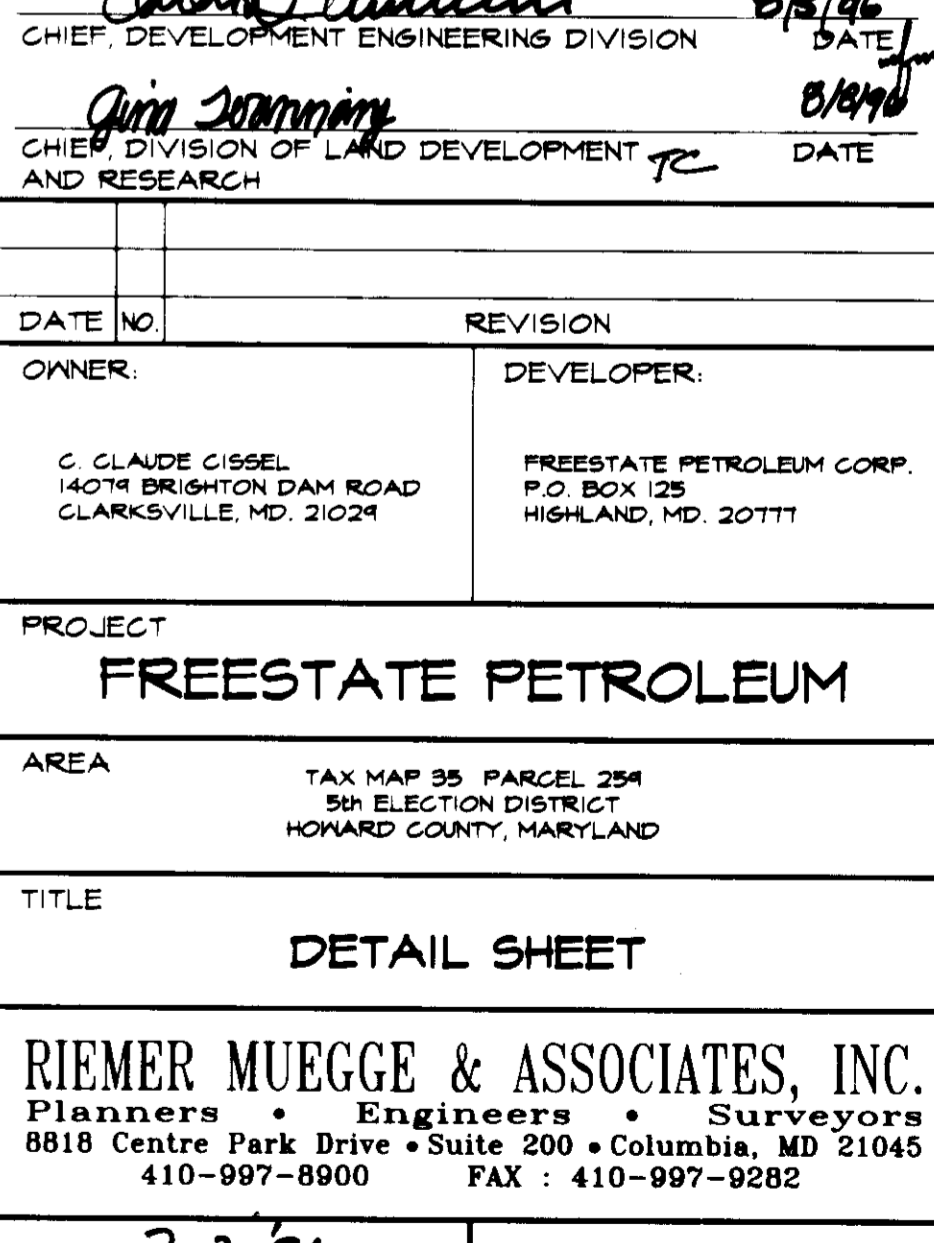 8/5/96
CHIEF, DEVELOPMENT ENGINEERING DIVISION DATE
8/8/96
CHIEF, DIVISION OF LAND DEVELOPMENT TC DATE
AND RESEARCH
DATE NO. REVISION
OWNER:
C. CLAUDE CISSEL
14079 BRIGHTON DAM ROAD
CLARKSVILLE, MD. 21029
DEVELOPER:
FREESTATE PETROLEUM CORP.
P.O. BOX 125
HIGHLAND, MD. 20777
PROJECT
FREESTATE PETROLEUM
AREA
TAX MAP 35 PARCEL 259
5th ELECTION DISTRICT
HOWARD COUNTY, MARYLAND
TITLE
DETAIL SHEET
RIEMER MUEGGE & ASSOCIATES, INC.
Planners • Engineers • Surveyors
8818 Centre Park Drive • Suite 200 • Columbia, MD 21045
410-997-8900 FAX : 410-997-9282